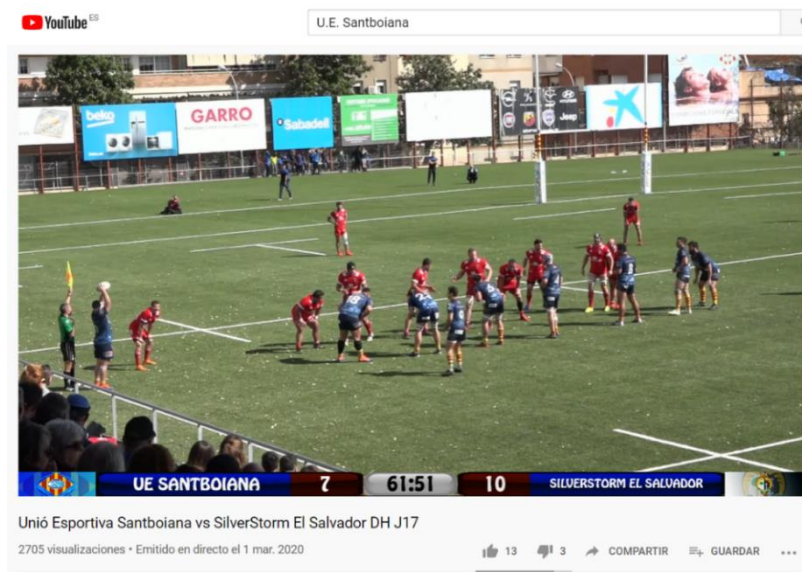 YouTube ES
U.E. Santboiana
beko
GARRO
Sabadell
Jeep
UE SANTBOIANA 7 61:51 10 SILVERSTORM EL SALVADOR
Unió Esportiva Santboiana vs SilverStorm El Salvador DH J17
2705 visualizaciones • Emitido en directo el 1 mar. 2020
13 3 COMPARTIR GUARDAR